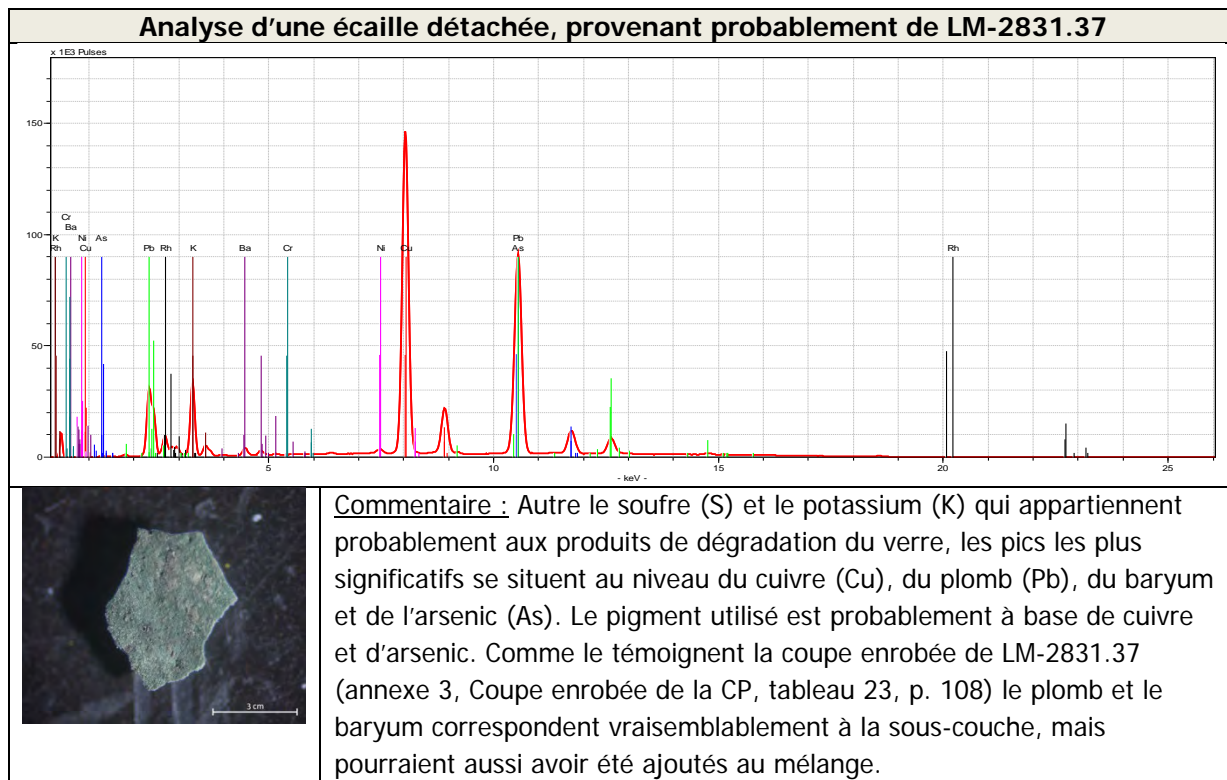 Analyse d'une écaille détachée, provenant probablement de LM-2831.37
x 1E3 Pulses
150
100
50
0
Cr
Ba
K Ni As Pb Rh K Ba Cr Ni Cu Pb Rh
Rh Cu As
5 10 15 20 25
- keV -
3 cm
Commentaire : Autre le soufre (S) et le potassium (K) qui appartiennent
probablement aux produits de dégradation du verre, les pics les plus
significatifs se situent au niveau du cuivre (Cu), du plomb (Pb), du baryum
et de l'arsenic (As). Le pigment utilisé est probablement à base de cuivre
et d'arsenic. Comme le témoignent la coupe enrobée de LM-2831.37
(annexe 3, Coupe enrobée de la CP, tableau 23, p. 108) le plomb et le
baryum correspondent vraisemblablement à la sous-couche, mais
pourraient aussi avoir été ajoutés au mélange.